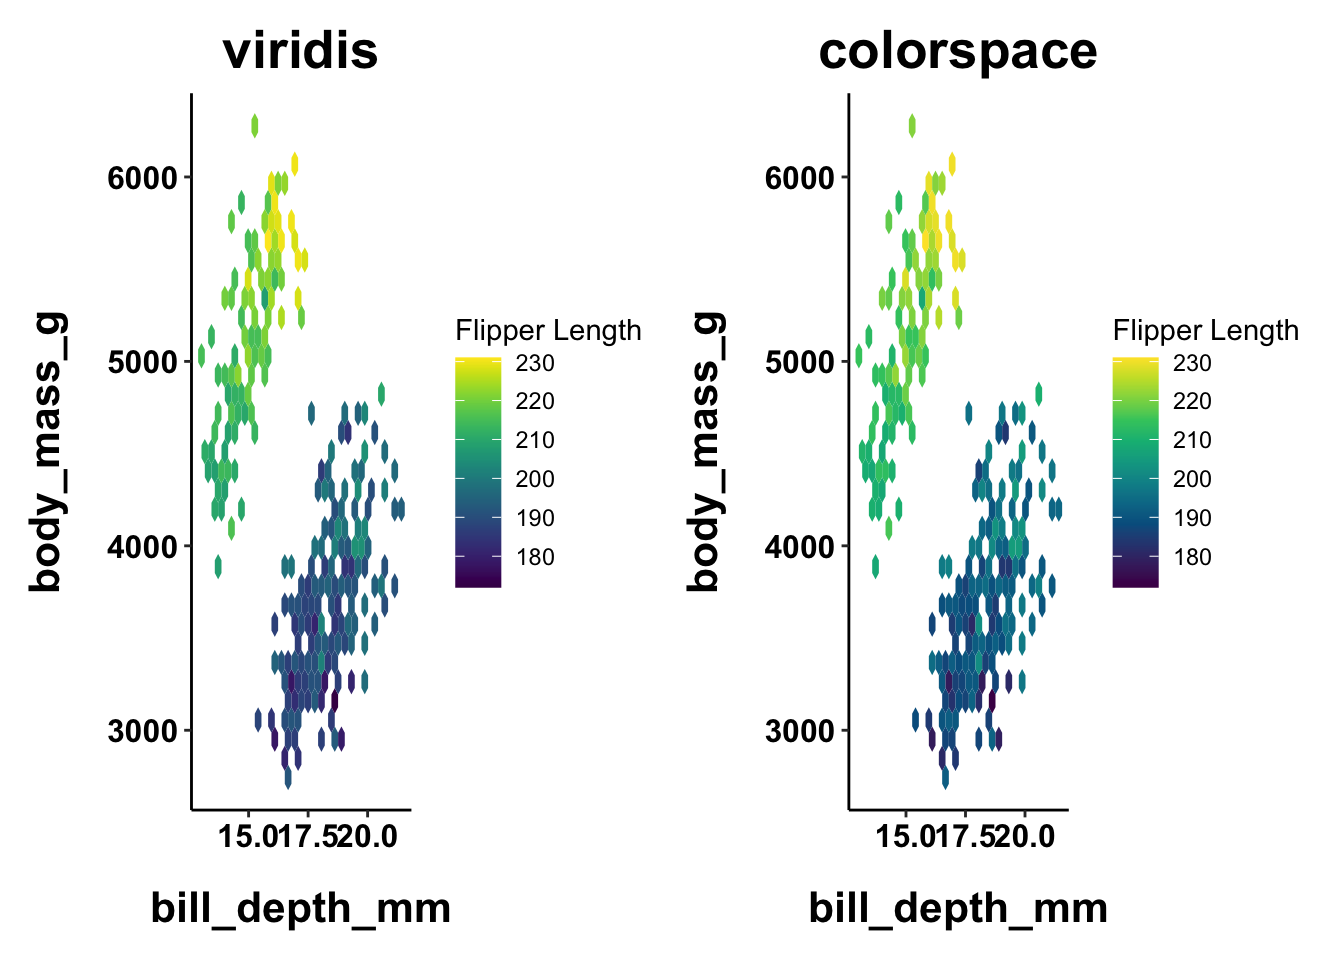 viridis
6000
5000
4000
3000
body_mass_g
15.0 17.5 20.0
bill_depth_mm
Flipper Length
230
220
210
200
190
180
colorspace
6000
5000
4000
3000
body_mass_g
15.0 17.5 20.0
bill_depth_mm
Flipper Length
230
220
210
200
190
180